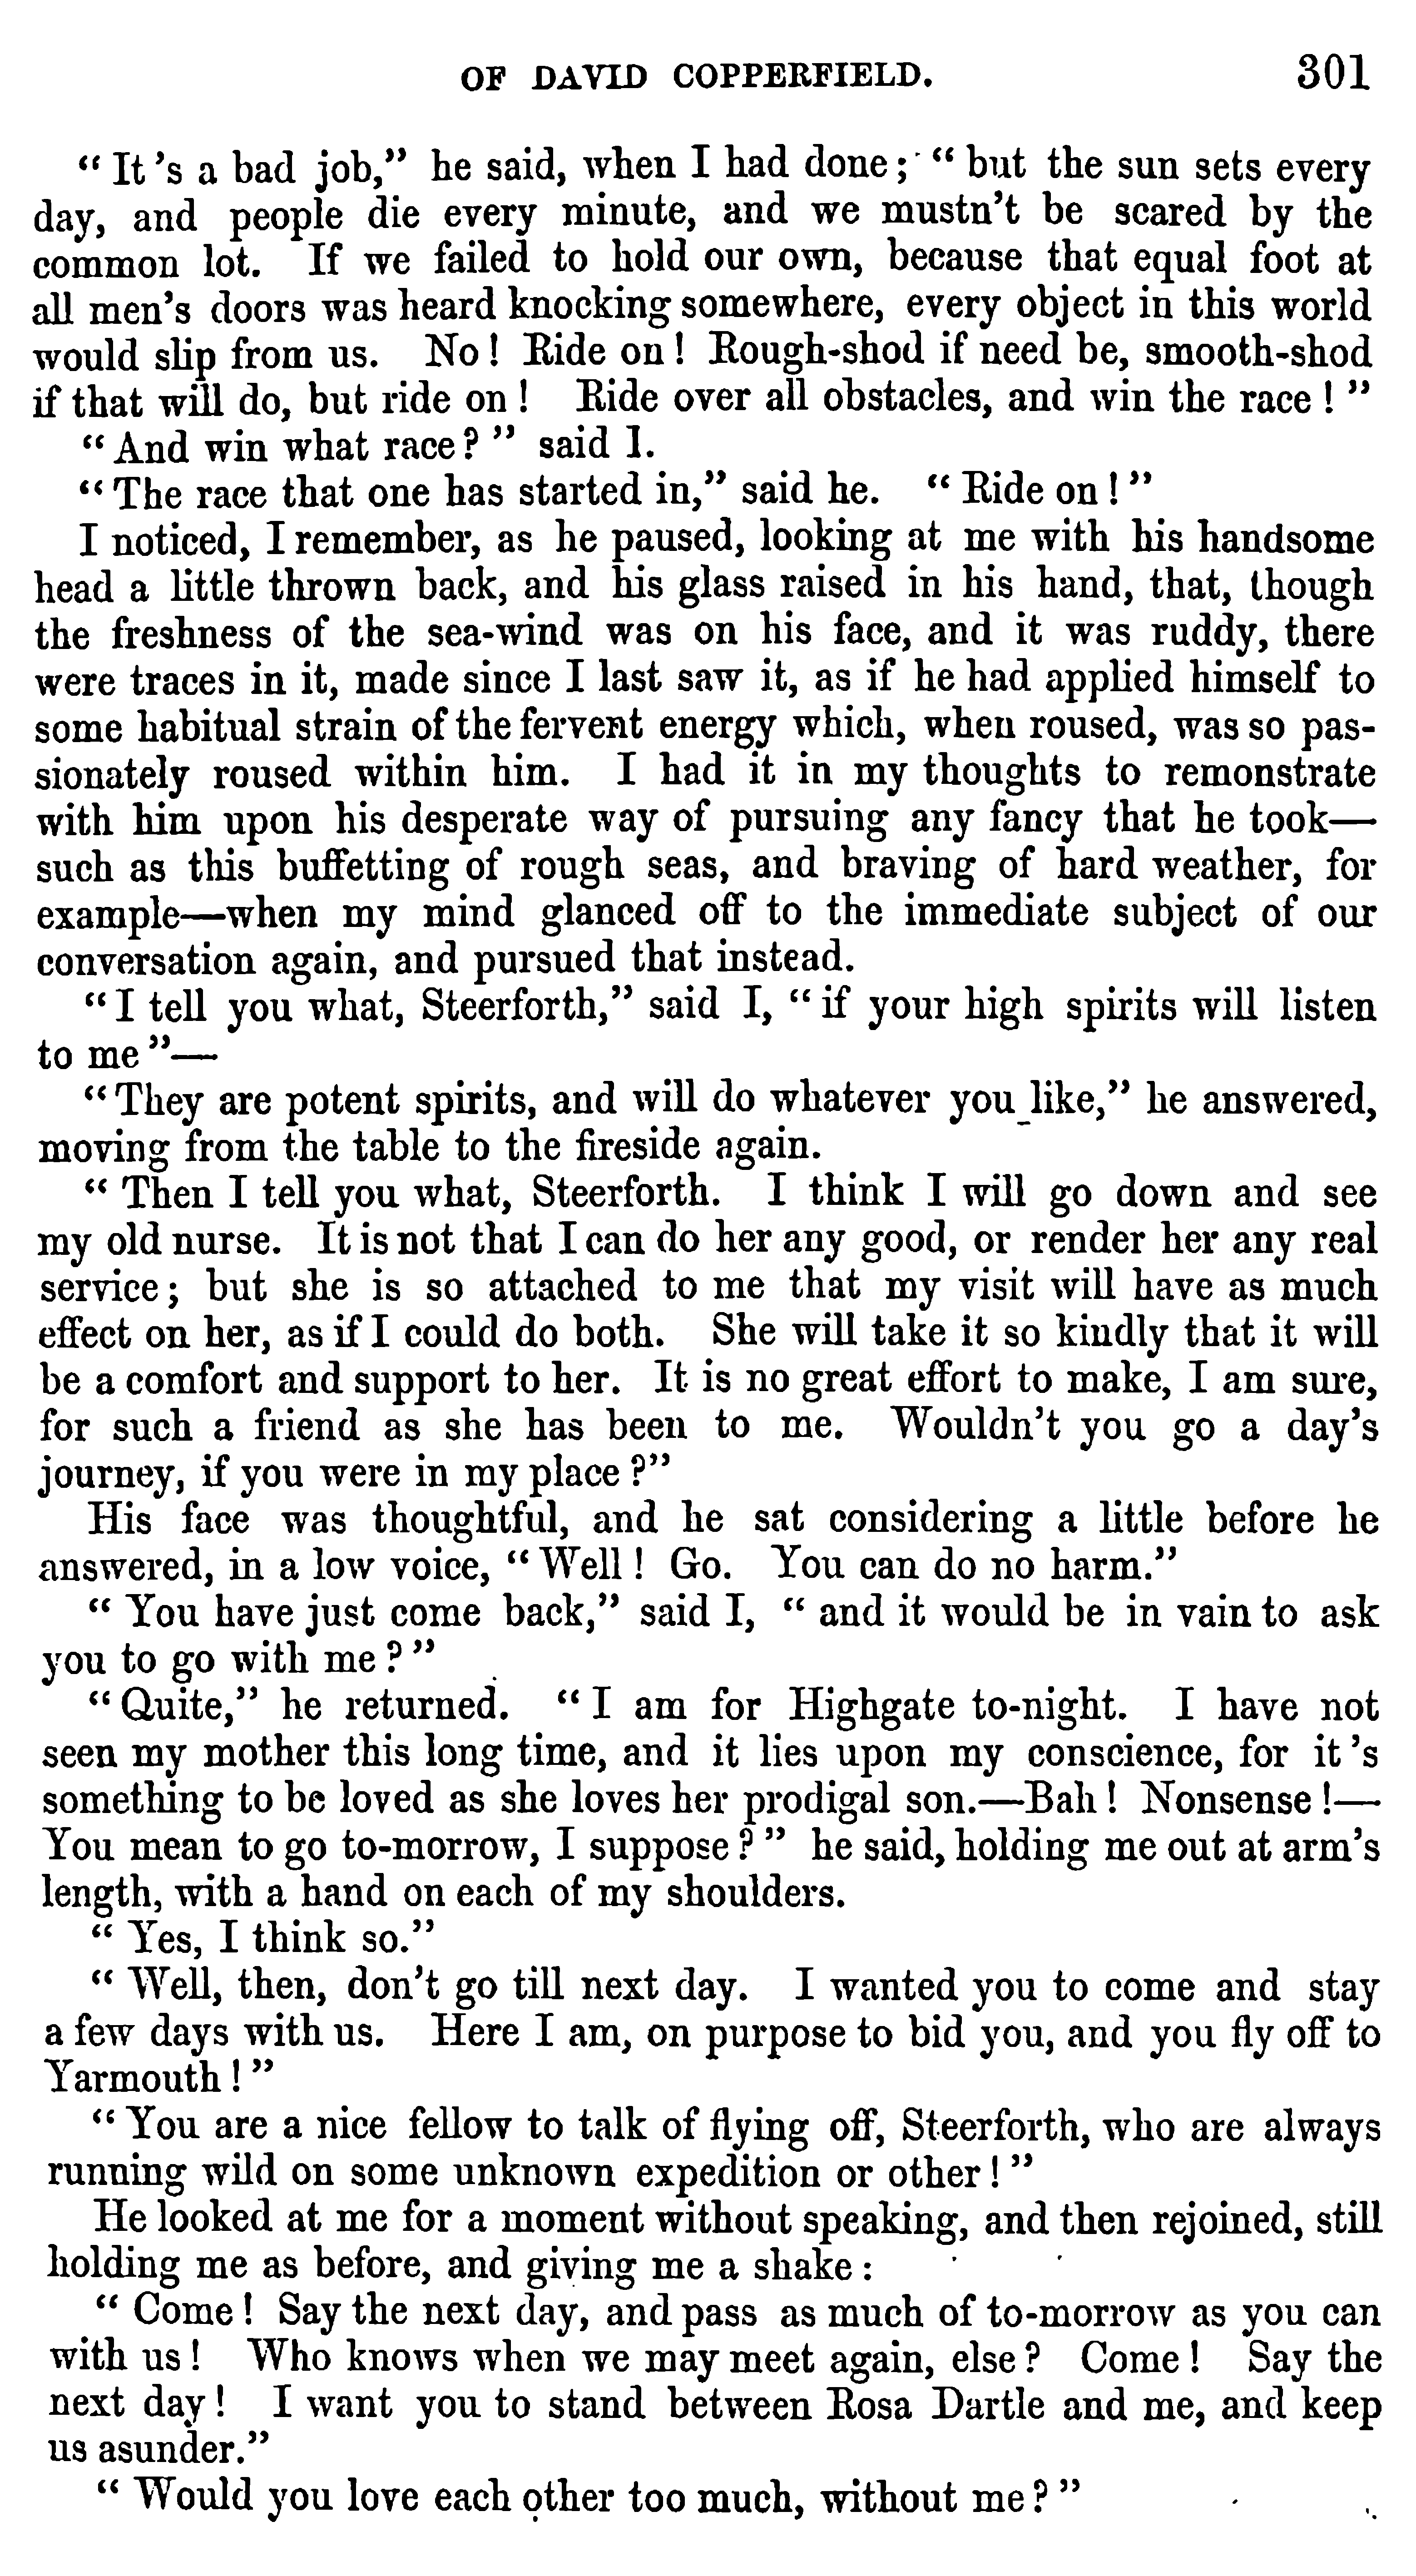 OF DAVID COPPERFIELD. 301
“ It ’s a bad job,” he said, when I had done ; “ but the sun sets every
day, and people die every minute, and we mustn’t be scared by the
common lot. If we failed to hold our own, because that equal foot at
all men’s doors was heard knocking somewhere, every object in this world
would slip from us. No ! Ride on ! Rough-shod if need be, smooth-shod
if that will do, but ride on ! Ride over all obstacles, and win the race ! ”
“ And win what race ? ” said I.
“ The race that one has started in,” said he. “ Ride on ! ”
I noticed, I remember, as he paused, looking at me with his handsome
head a little thrown back, and his glass raised in his hand, that, though
the freshness of the sea-wind was on his face, and it was ruddy, there
were traces in it, made since I last saw it, as if he had applied himself to
some habitual strain of the fervent energy which, when roused, was so pas-
sionately roused within him. I had it in my thoughts to remonstrate
with him upon his desperate way of pursuing any fancy that he took—
such as this buffetting of rough seas, and braving of hard weather, for
example—when my mind glanced off to the immediate subject of our
conversation again, and pursued that instead.
“ I tell you what, Steerforth,” said I, “ if your high spirits will listen
to me ”—
“ They are potent spirits, and will do whatever you like,” he answered,
moving from the table to the fireside again.
“ Then I tell you what, Steerforth. I think I will go down and see
my old nurse. It is not that I can do her any good, or render her any real
service ; but she is so attached to me that my visit will have as much
effect on her, as if I could do both. She will take it so kindly that it will
be a comfort and support to her. It is no great effort to make, I am sure,
for such a friend as she has been to me. Wouldn’t you go a day’s
journey, if you were in my place ?”
His face was thoughtful, and he sat considering a little before he
answered, in a low voice, “ Well ! Go. You can do no harm.”
“ You have just come back,” said I, “ and it would be in vain to ask
you to go with me ? ”
“ Quite,” he returned. “ I am for Highgate to-night. I have not
seen my mother this long time, and it lies upon my conscience, for it ’s
something to be loved as she loves her prodigal son.—Bah ! Nonsense !—
You mean to go to-morrow, I suppose ? ” he said, holding me out at arm’s
length, with a hand on each of my shoulders.
“ Yes, I think so.”
“ Well, then, don’t go till next day. I wanted you to come and stay
a few days with us. Here I am, on purpose to bid you, and you fly off to
Yarmouth ! ”
“ You are a nice fellow to talk of flying off, Steerforth, who are always
running wild on some unknown expedition or other ! ”
He looked at me for a moment without speaking, and then rejoined, still
holding me as before, and giving me a shake :
“ Come ! Say the next day, and pass as much of to-morrow as you can
with us ! Who knows when we may meet again, else ? Come ! Say the
next day ! I want you to stand between Rosa Dartle and me, and keep
us asunder.”
“ Would you love each other too much, without me ? ”